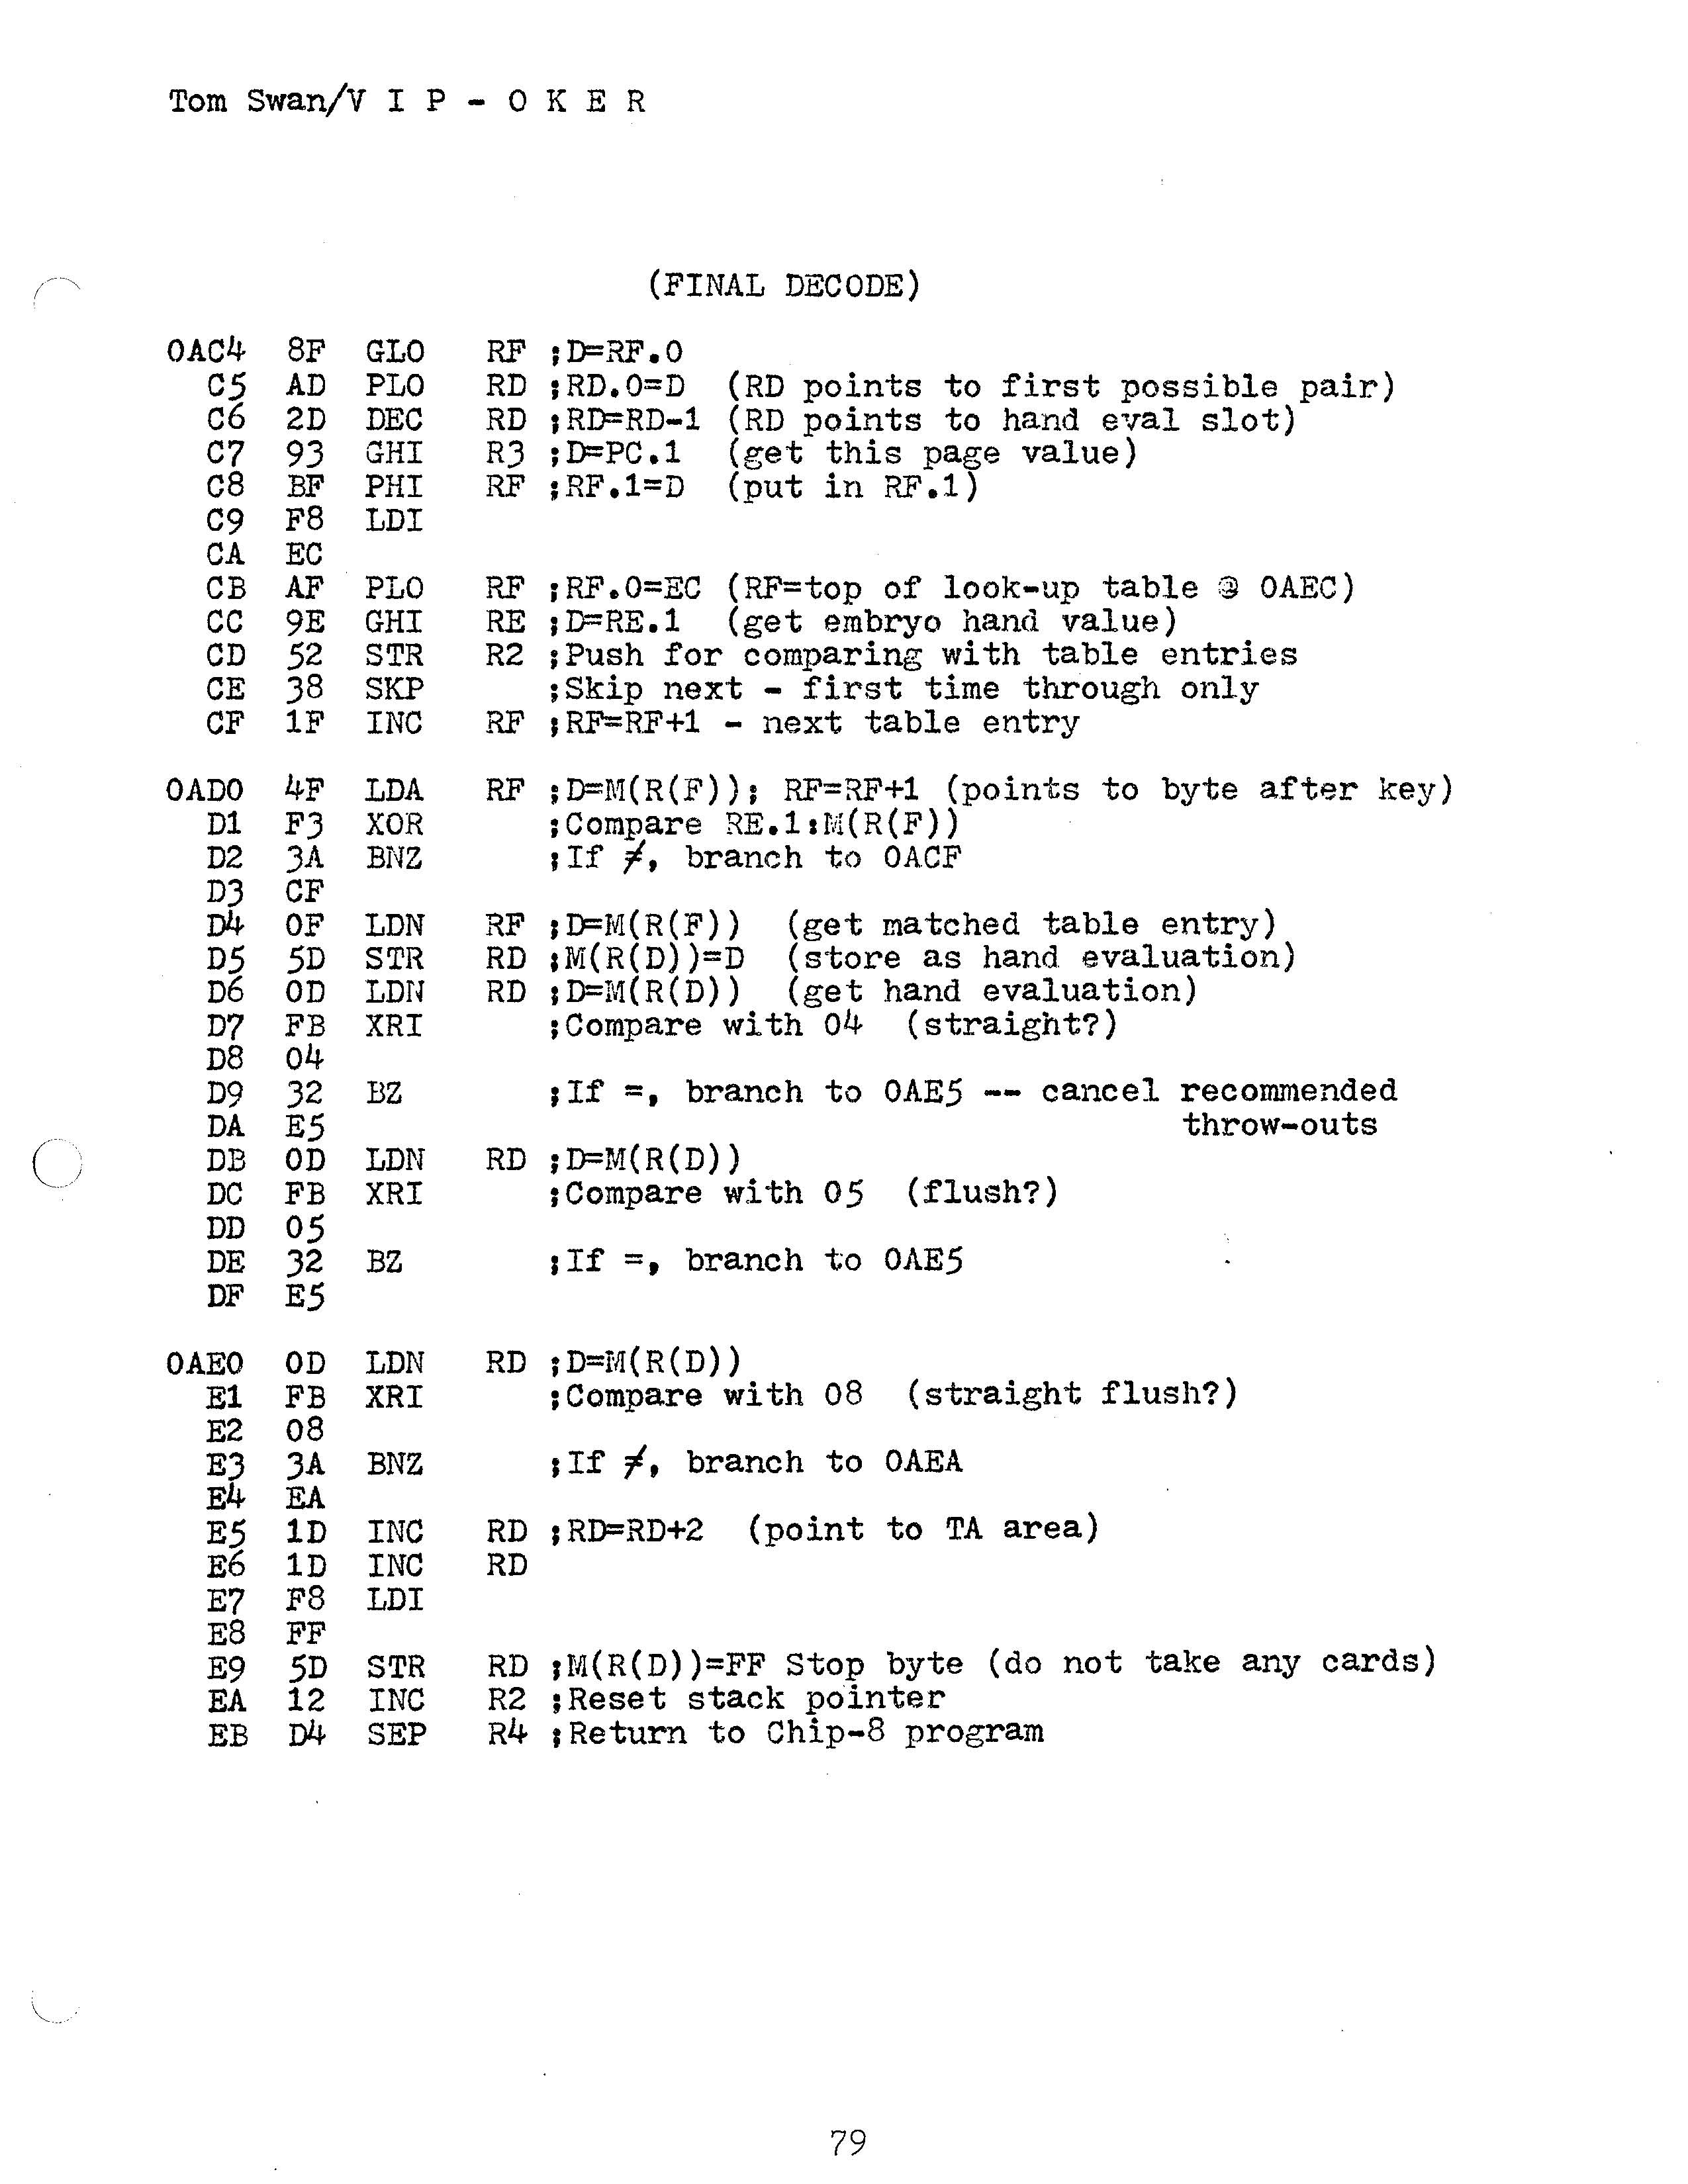 Tom Swan/V I P - O K E R
(FINAL DECODE)
0AC4 8F GLO RF ;D=RF.0
C5 AD PLO RD ;RD.0=D (RD points to first possible pair)
C6 2D DEC RD ;RD=RD-1 (RD points to hand eval slot)
C7 93 GHI R3 ;D=PC.1 (get this page value)
C8 BF PHI RF ;RF.1=D (put in RF.1)
C9 F8 LDI
CA EC
CB AF PLO RF ;RF.0=EC (RF=top of look-up table @ 0AEC)
CC 9E GHI RE ;D=RE.1 (get embryo hand value)
CD 52 STR R2 ;Push for comparing with table entries
CE 38 SKP ;Skip next - first time through only
CF 1F INC RF ;RF=RF+1 - next table entry
0AD0 4F LDA RF ;D=M(R(F)); RF=RF+1 (points to byte after key)
D1 F3 XOR ;Compare RE.1:M(R(F))
D2 3A BNZ ;If ≠, branch to 0ACF
D3 CF
D4 0F LDN RF ;D=M(R(F)) (get matched table entry)
D5 5D STR RD ;M(R(D))=D (store as hand evaluation)
D6 0D LDN RD ;D=M(R(D)) (get hand evaluation)
D7 FB XRI ;Compare with 04 (straight?)
D8 04
D9 32 BZ ;If =, branch to 0AE5 -- cancel recommended
DA E5 throw-outs
DB 0D LDN RD ;D=M(R(D))
DC FB XRI ;Compare with 05 (flush?)
DD 05
DE 32 BZ ;If =, branch to 0AE5
DF E5
0AE0 0D LDN RD ;D=M(R(D))
E1 FB XRI ;Compare with 08 (straight flush?)
E2 08
E3 3A BNZ ;If ≠, branch to 0AEA
E4 EA
E5 1D INC RD ;RD=RD+2 (point to TA area)
E6 1D INC RD
E7 F8 LDI
E8 FF
E9 5D STR RD ;M(R(D))=FF Stop byte (do not take any cards)
EA 12 INC R2 ;Reset stack pointer
EB D4 SEP R4 ;Return to Chip-8 program
79